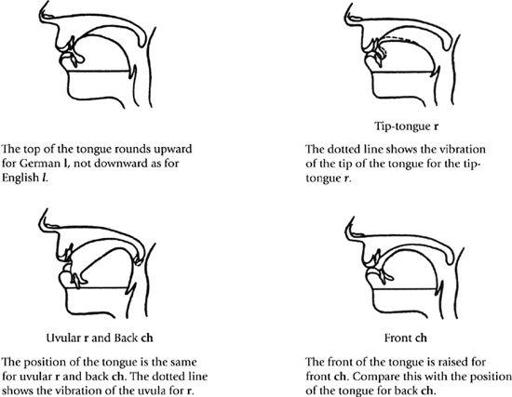 The top of the tongue rounds upward
for German l, not downward as for
English l.
Tip-tongue r
The dotted line shows the vibration
of the tip of the tongue for the tip-
tongue r.
Uvular r and Back ch
The position of the tongue is the same
for uvular r and back ch. The dotted line
shows the vibration of the uvula for r.
Front ch
The front of the tongue is raised for
front ch. Compare this with the position
of the tongue for back ch.